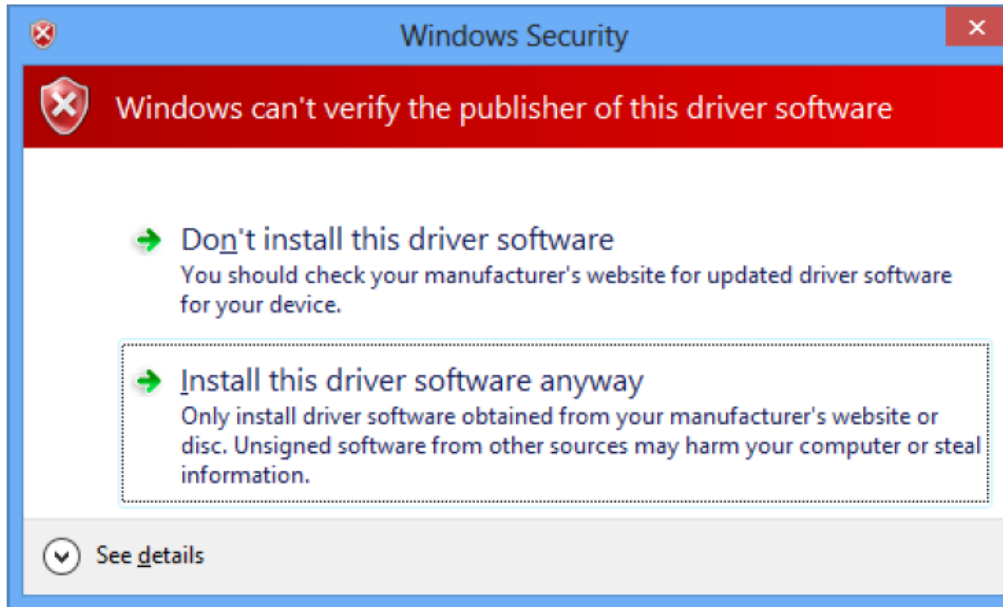 Windows Security
Windows can't verify the publisher of this driver software
Don't install this driver software
You should check your manufacturer's website for updated driver software
for your device.
Install this driver software anyway
Only install driver software obtained from your manufacturer's website or
disc. Unsigned software from other sources may harm your computer or steal
information.
See details